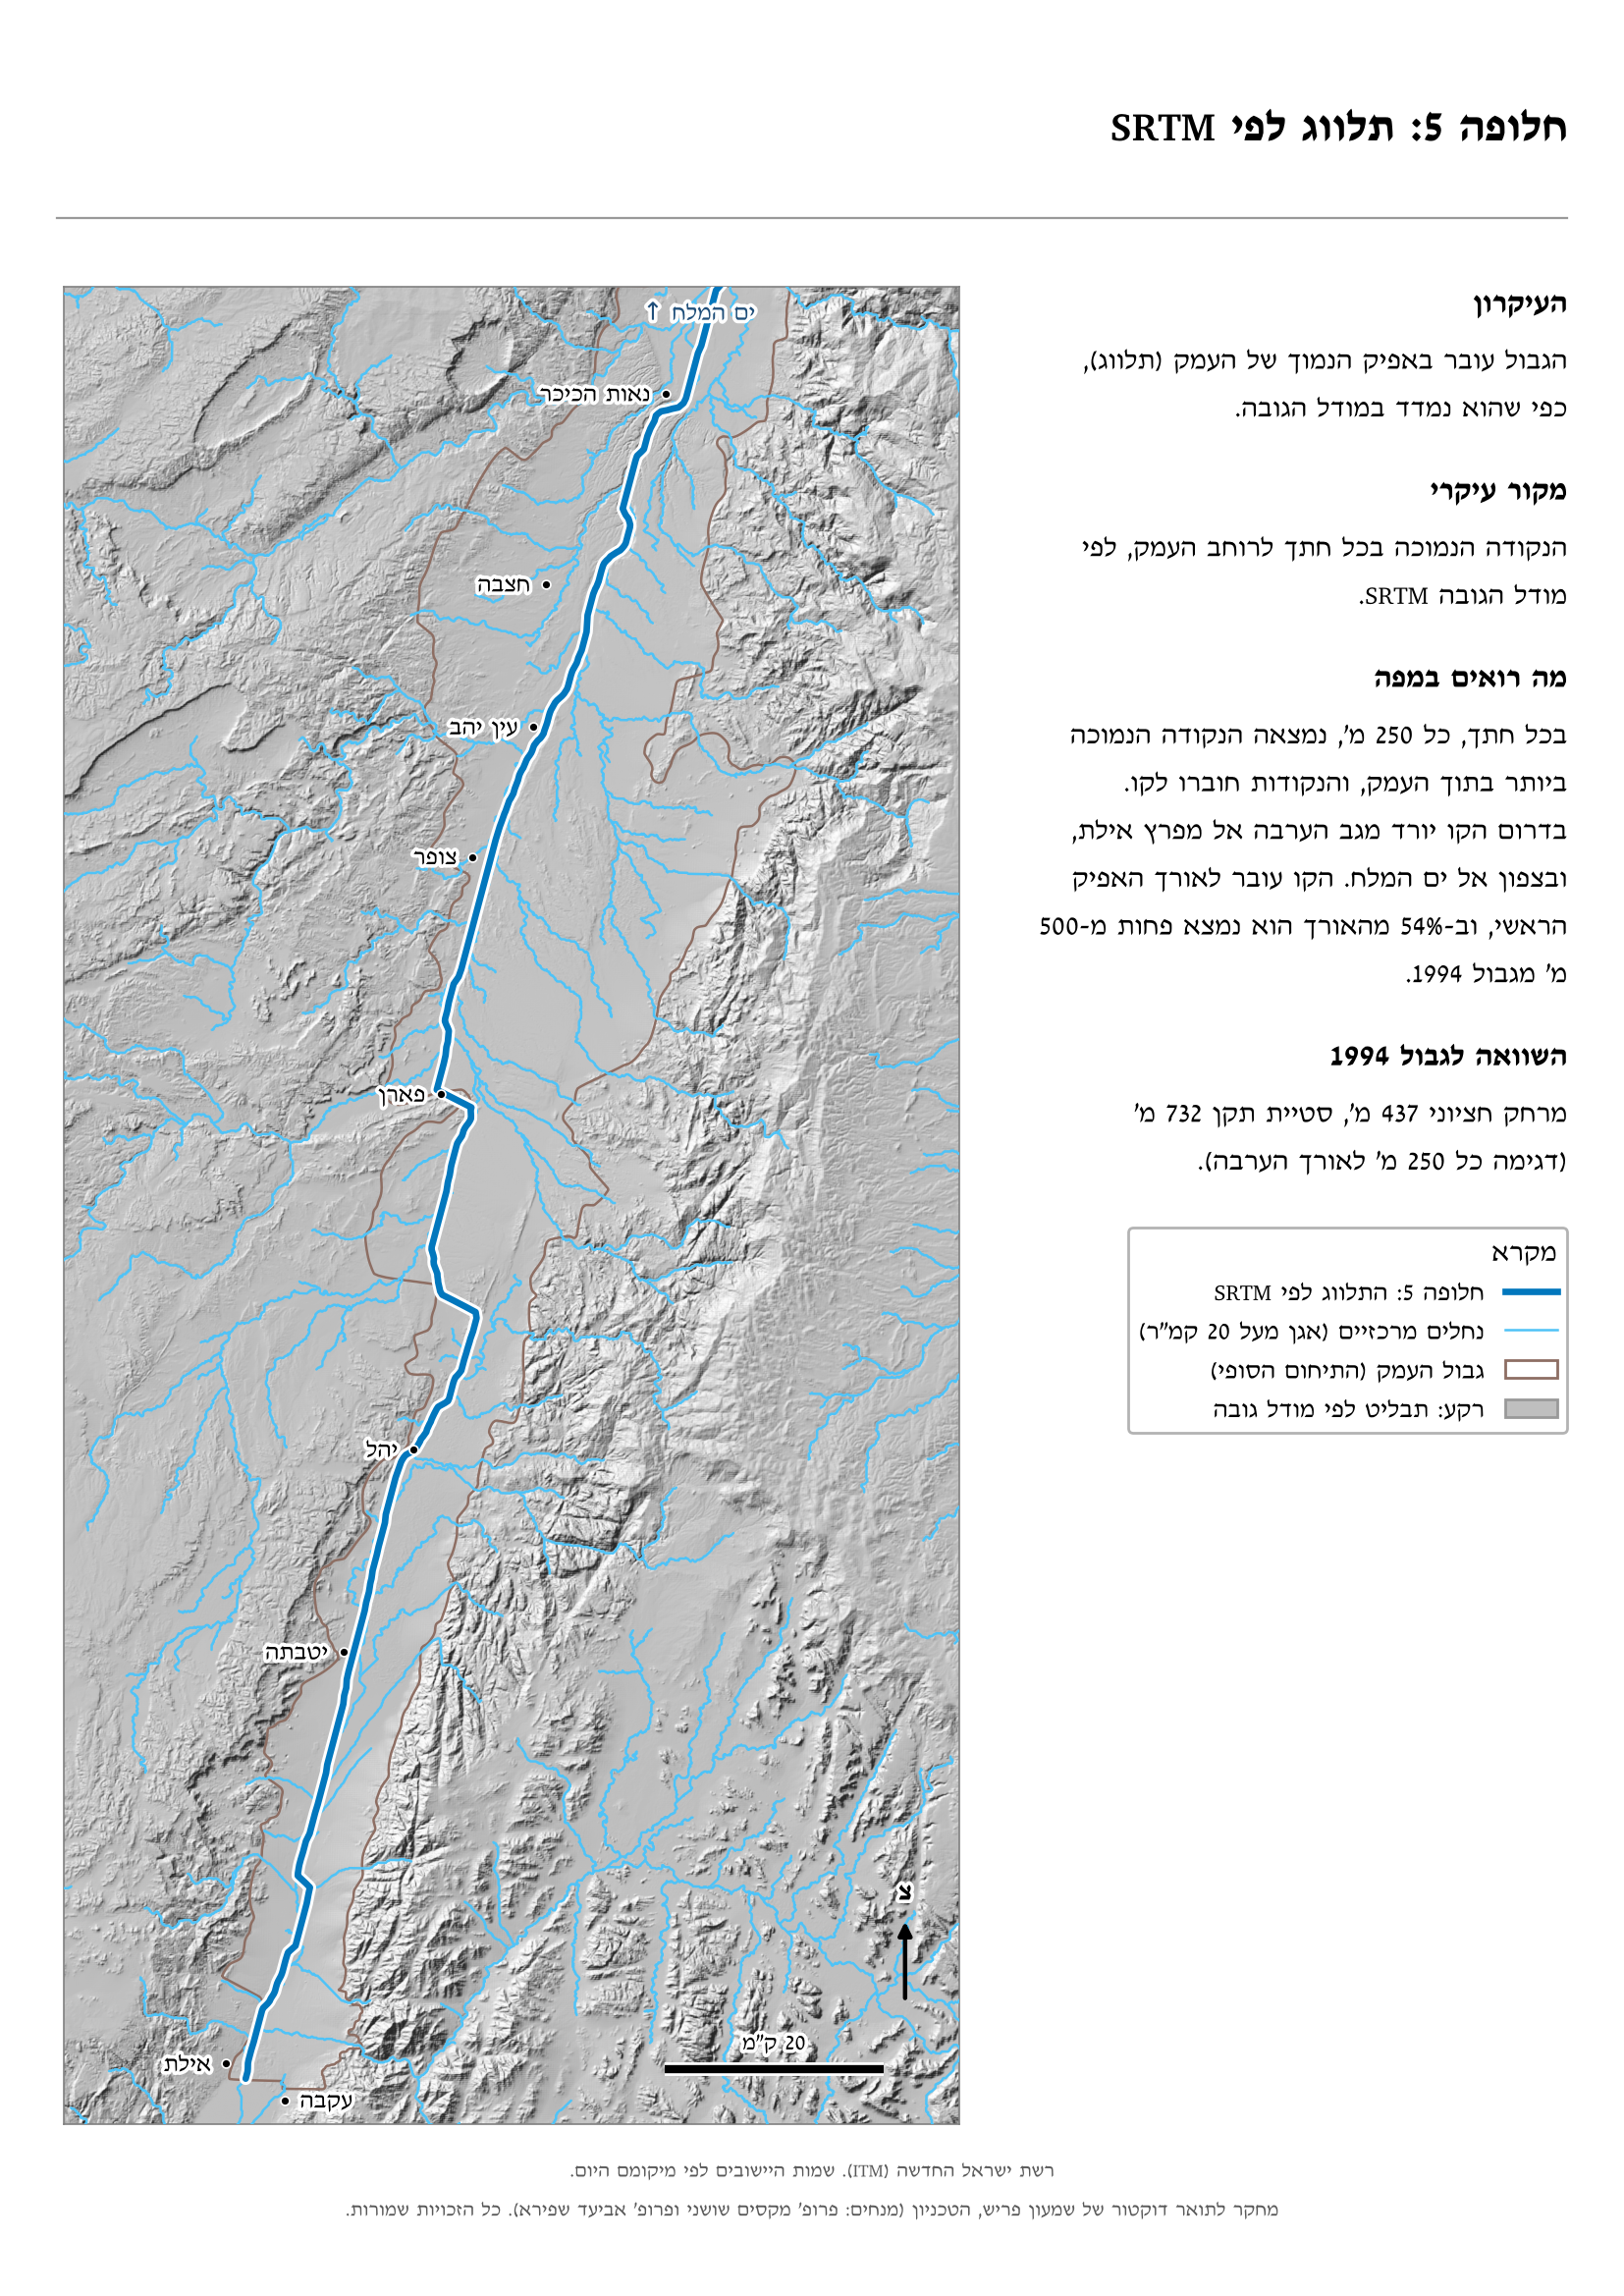 חלופה 5: תלווג לפי SRTM
העיקרון
הגבול עובר באפיק הנמוך של העמק (תלווג),
כפי שהוא נמדד במודל הגובה.
מקור עיקרי
הנקודה הנמוכה בכל חתך לרוחב העמק, לפי
מודל הגובה SRTM.
מה רואים במפה
בכל חתך, כל 250 מ', נמצאה הנקודה הנמוכה
ביותר בתוך העמק, והנקודות חוברו לקו.
בדרום הקו יורד מגב הערבה אל מפרץ אילת,
ובצפון אל ים המלח. הקו עובר לאורך האפיק
הראשי, וב-54% מהאורך הוא נמצא פחות מ-500
מ' מגבול 1994.
השוואה לגבול 1994
מרחק חציוני 437 מ', סטיית תקן 732 מ'
(דגימה כל 250 מ' לאורך הערבה).
מקרא
חלופה 5: התלווג לפי SRTM
נחלים מרכזיים (אגן מעל 20 קמ"ר)
גבול העמק (התיחום הסופי)
רקע: תבליט לפי מודל גובה
ים המלח ↑
נאות הכיכר
חצבה
עין יהב
צופר
פארן
יהל
יטבתה
צ
20 ק"מ
אילת
עקבה
רשת ישראל החדשה (ITM). שמות היישובים לפי מיקומם היום.
מחקר לתואר דוקטור של שמעון פריש, הטכניון (מנחים: פרופ' מקסים שושני ופרופ' אביעד שפירא). כל הזכויות שמורות.